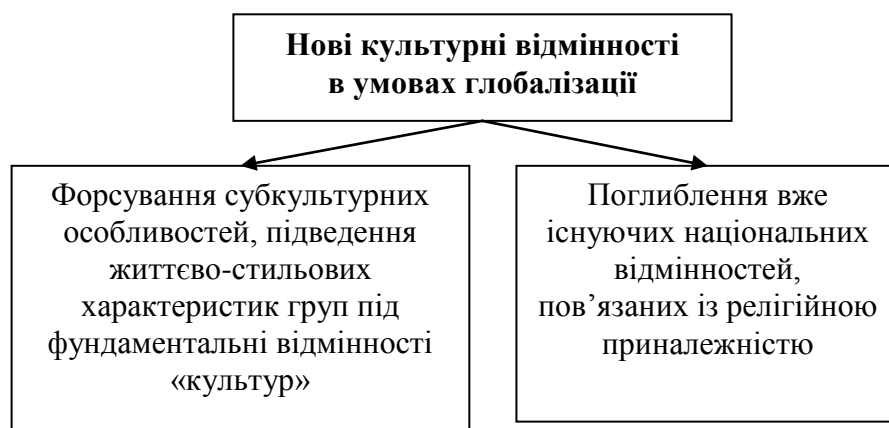 Нові культурні відмінності
в умовах глобалізації
Форсування субкультурних
особливостей, підведення
життєво-стильових
характеристик груп під
фундаментальні відмінності
«культур»
Поглиблення вже
існуючих національних
відмінностей,
пов’язаних із релігійною
приналежністю